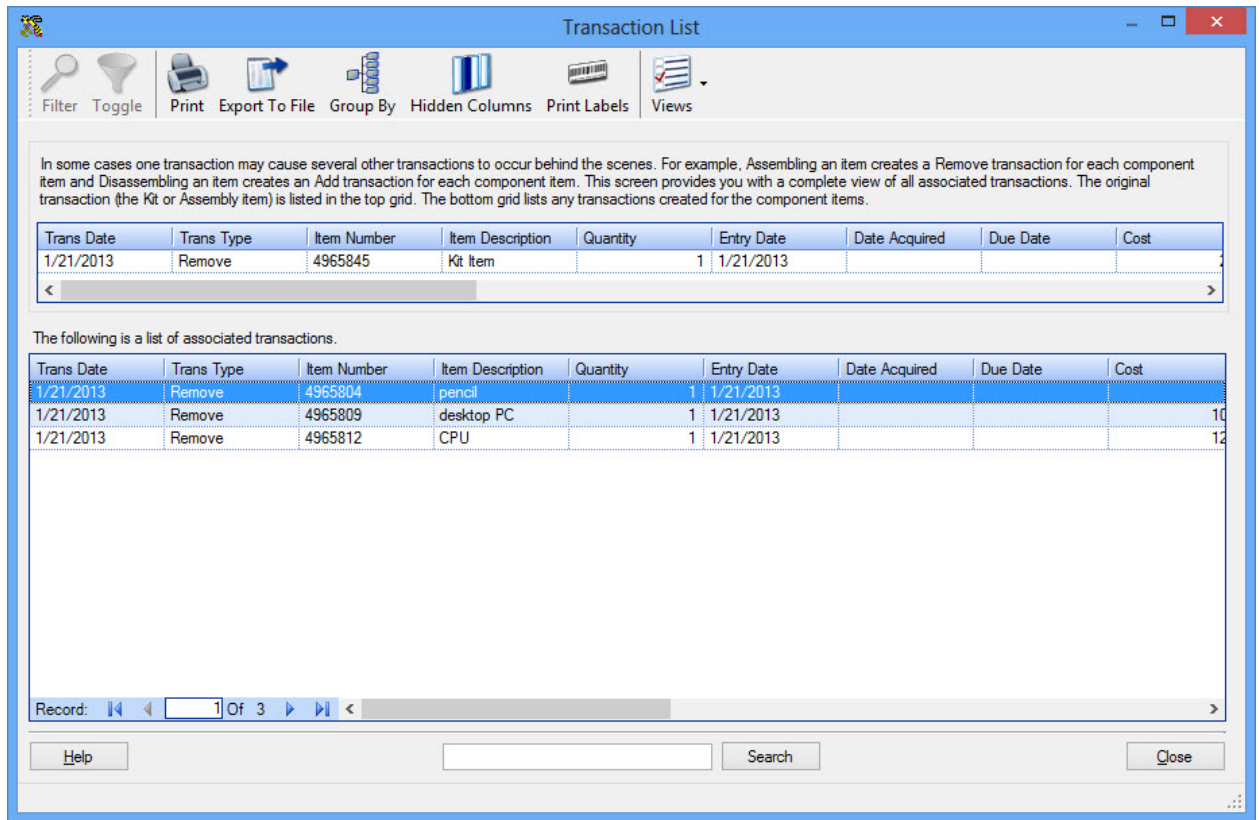 Transaction List
Filter Toggle Print Export To File Group By Hidden Columns Print Labels Views
In some cases one transaction may cause several other transactions to occur behind the scenes. For example, Assembling an item creates a Remove transaction for each component
item and Disassembling an item creates an Add transaction for each component item. This screen provides you with a complete view of all associated transactions. The original
transaction (the Kit or Assembly item) is listed in the top grid. The bottom grid lists any transactions created for the component items.
Trans Date Trans Type Item Number Item Description Quantity Entry Date Date Acquired Due Date Cost
1/21/2013 Remove 4965845 Kit Item 1 1/21/2013
The following is a list of associated transactions.
Trans Date Trans Type Item Number Item Description Quantity Entry Date Date Acquired Due Date Cost
1/21/2013 Remove 4965804 pencil 1 1/21/2013
1/21/2013 Remove 4965809 desktop PC 1 1/21/2013 10
1/21/2013 Remove 4965812 CPU 1 1/21/2013 12
Record: 1 Of 3
Help Search Close